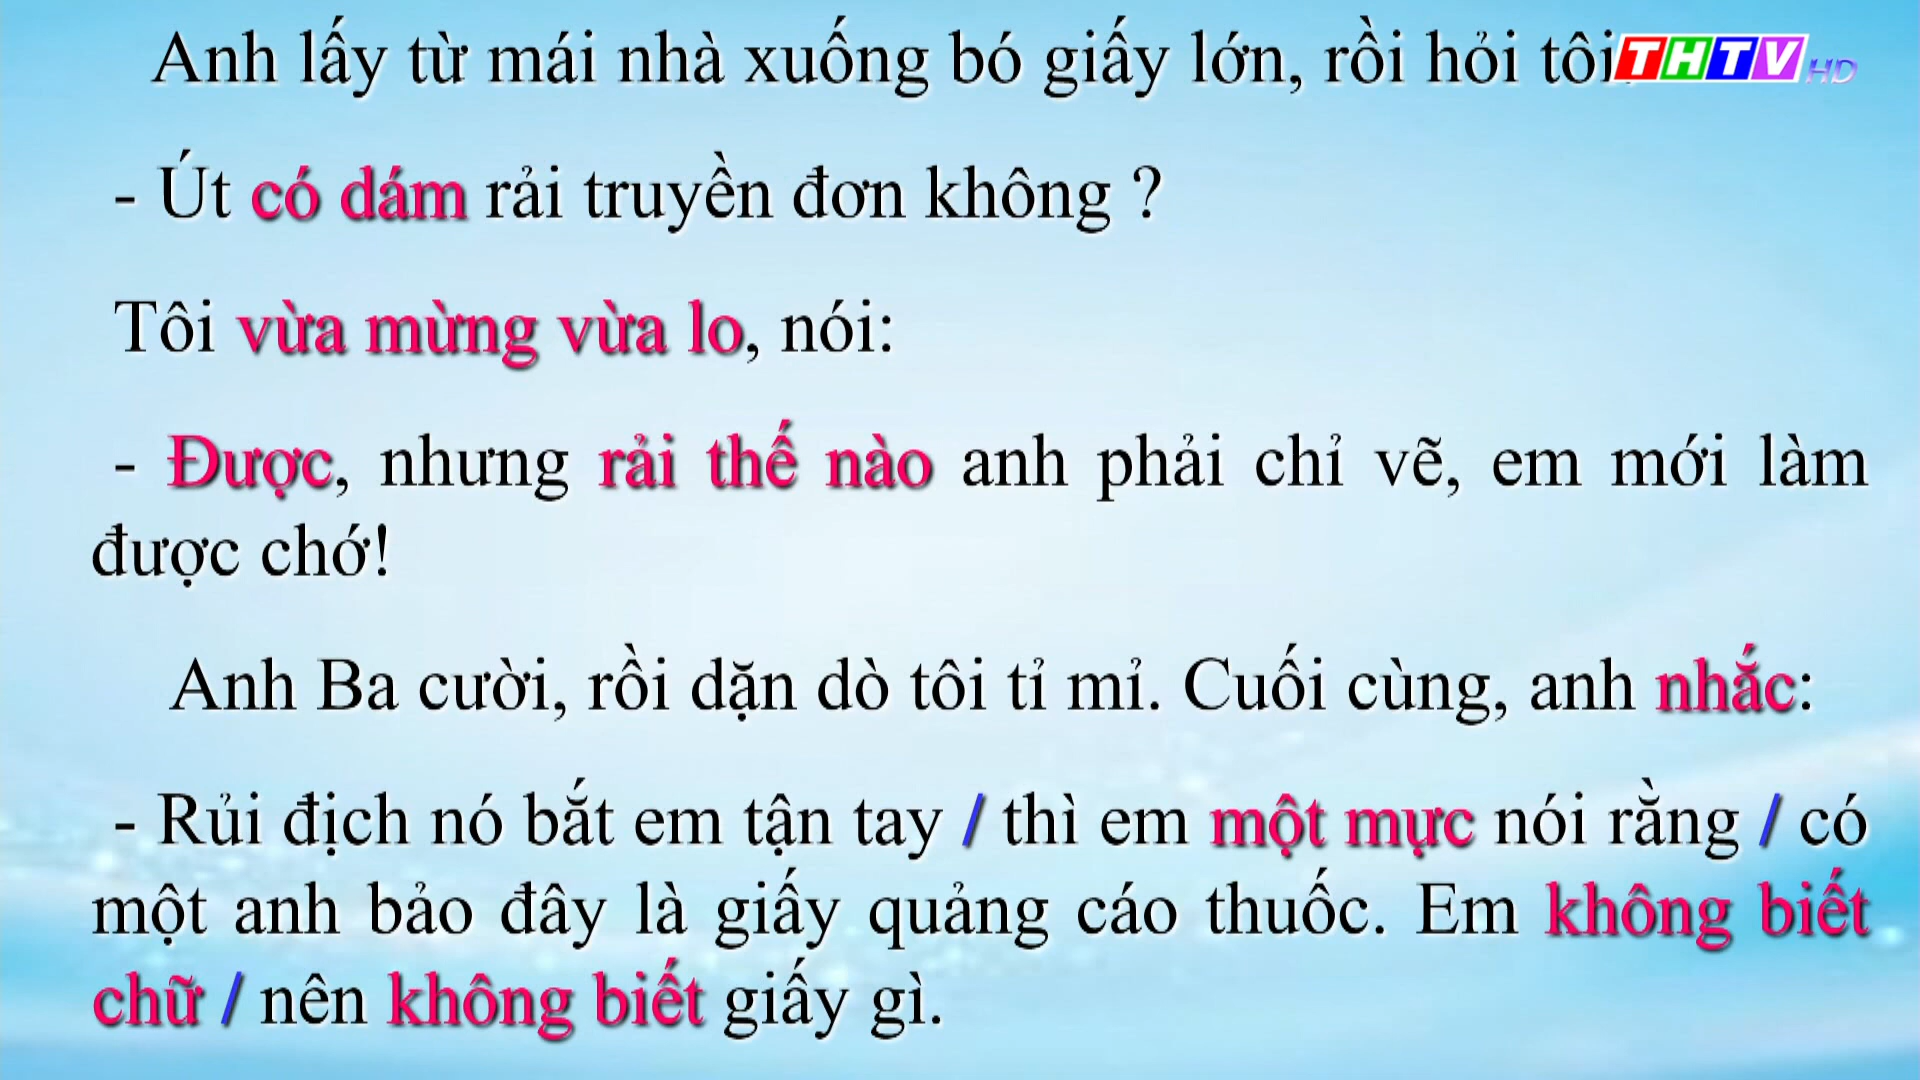 Anh lấy từ mái nhà xuống bó giấy lớn, rồi hỏi tôi:
THTV HD
- Út có dám rải truyền đơn không ?
Tôi vừa mừng vừa lo, nói:
- Được, nhưng rải thế nào anh phải chỉ vẽ, em mới làm
được chớ!
Anh Ba cười, rồi dặn dò tôi tỉ mỉ. Cuối cùng, anh nhắc:
- Rủi địch nó bắt em tận tay / thì em một mực nói rằng / có
một anh bảo đây là giấy quảng cáo thuốc. Em không biết
chữ / nên không biết giấy gì.